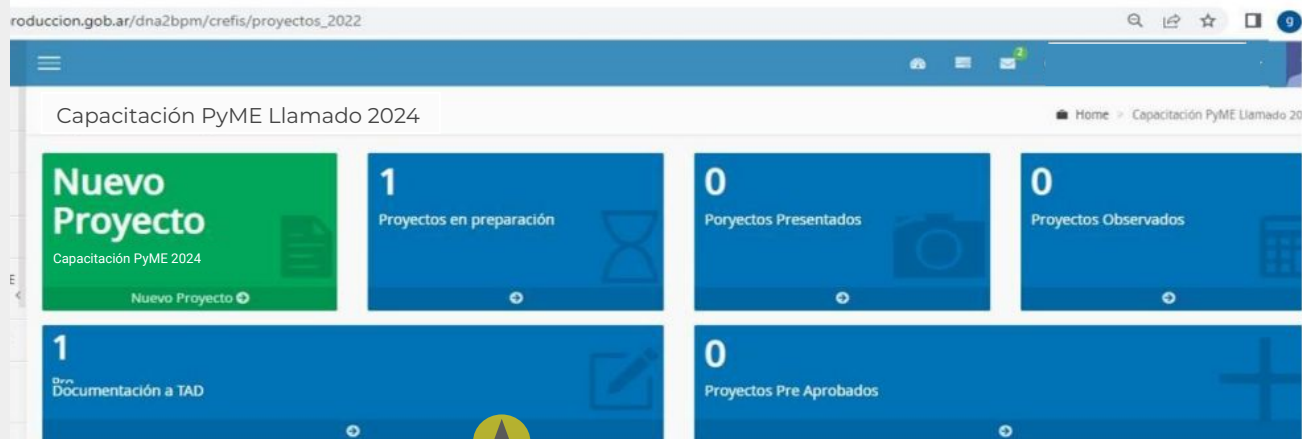 roduccion.gob.ar/dna2bpm/crefis/proyectos_2022
g
2
Capacitación PyME Llamado 2024
Home > Capacitación PyME Llamado 20
Nuevo
Proyecto
Capacitación PyME 2024
Nuevo Proyecto
1
Proyectos en preparación
0
Poryectos Presentados
0
Proyectos Observados
E
<
1
Documentación a TAD
0
Proyectos Pre Aprobados